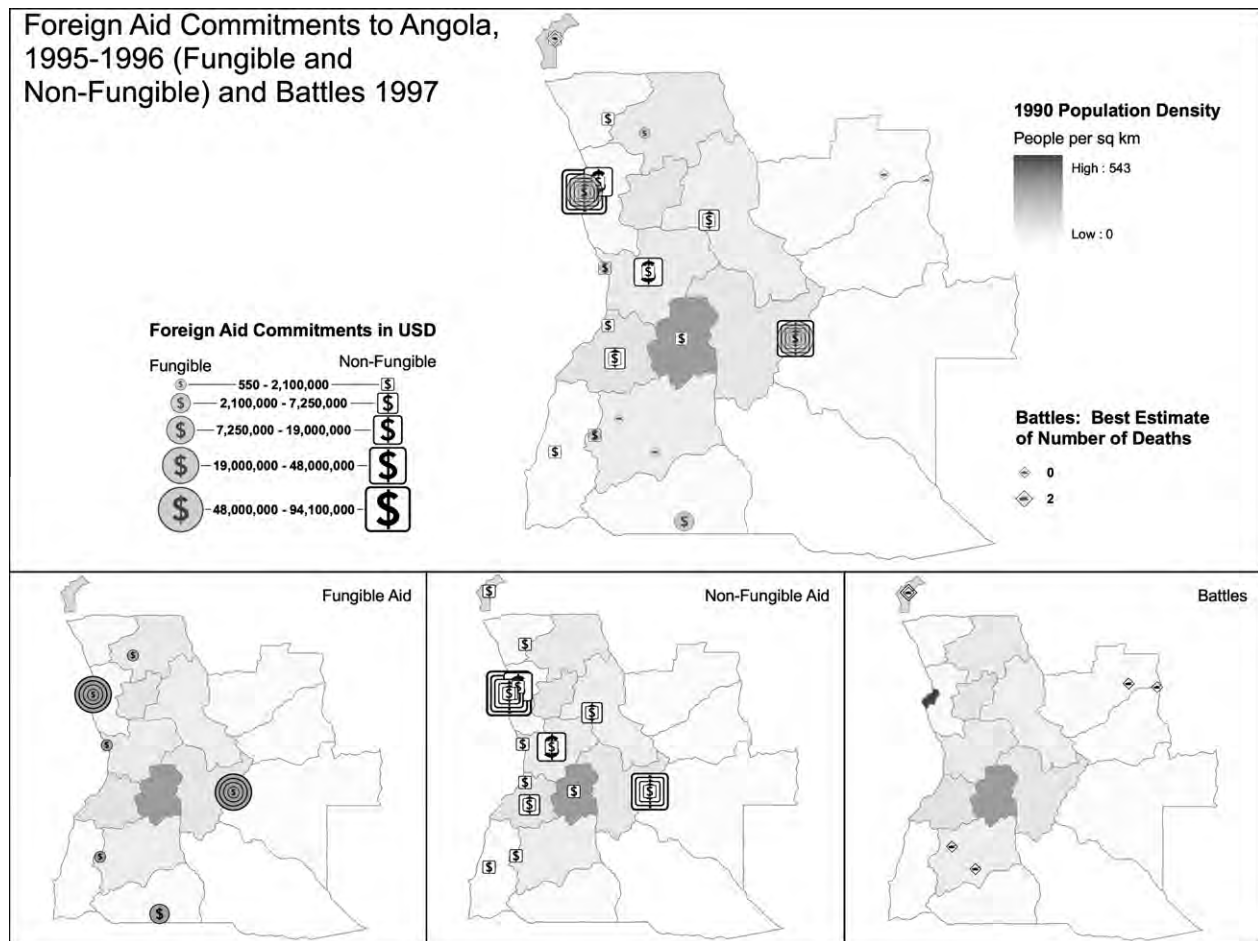 Foreign Aid Commitments to Angola,
1995-1996 (Fungible and
Non-Fungible) and Battles 1997
1990 Population Density
People per sq km
High : 543
Low : 0
Foreign Aid Commitments in USD
Fungible
Non-Fungible
$ 550 - 2,100,000 $
$ 2,100,000 - 7,250,000 $
$ 7,250,000 - 19,000,000 $
$ 19,000,000 - 48,000,000 $
$ 48,000,000 - 94,100,000 $
Battles: Best Estimate
of Number of Deaths
0
2
Fungible Aid
Non-Fungible Aid
Battles